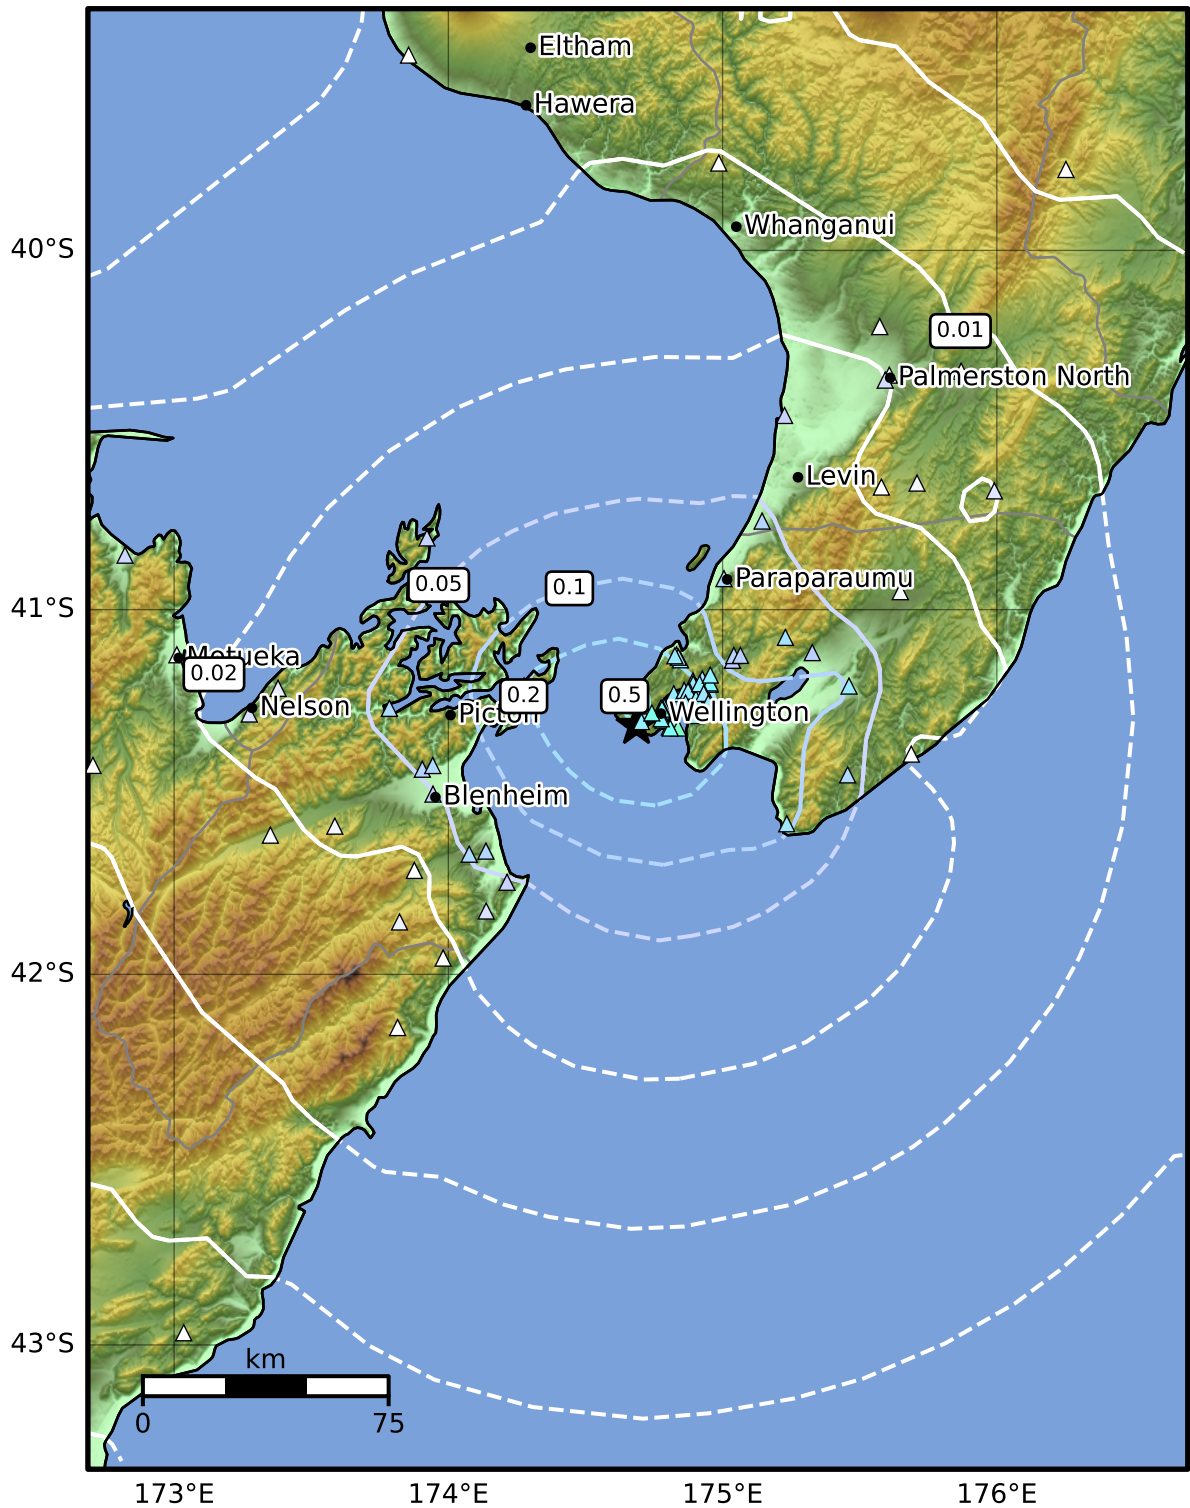 Eltham
Hawera
Whanganui
40°S
0.01
Palmerston North
Levin
Paraparaumu
0.05
0.1
41°S
Motueka
0.02
0.2
0.5
Nelson
Picton
Wellington
Blenheim
42°S
43°S
km
0
75
173°E
174°E
175°E
176°E